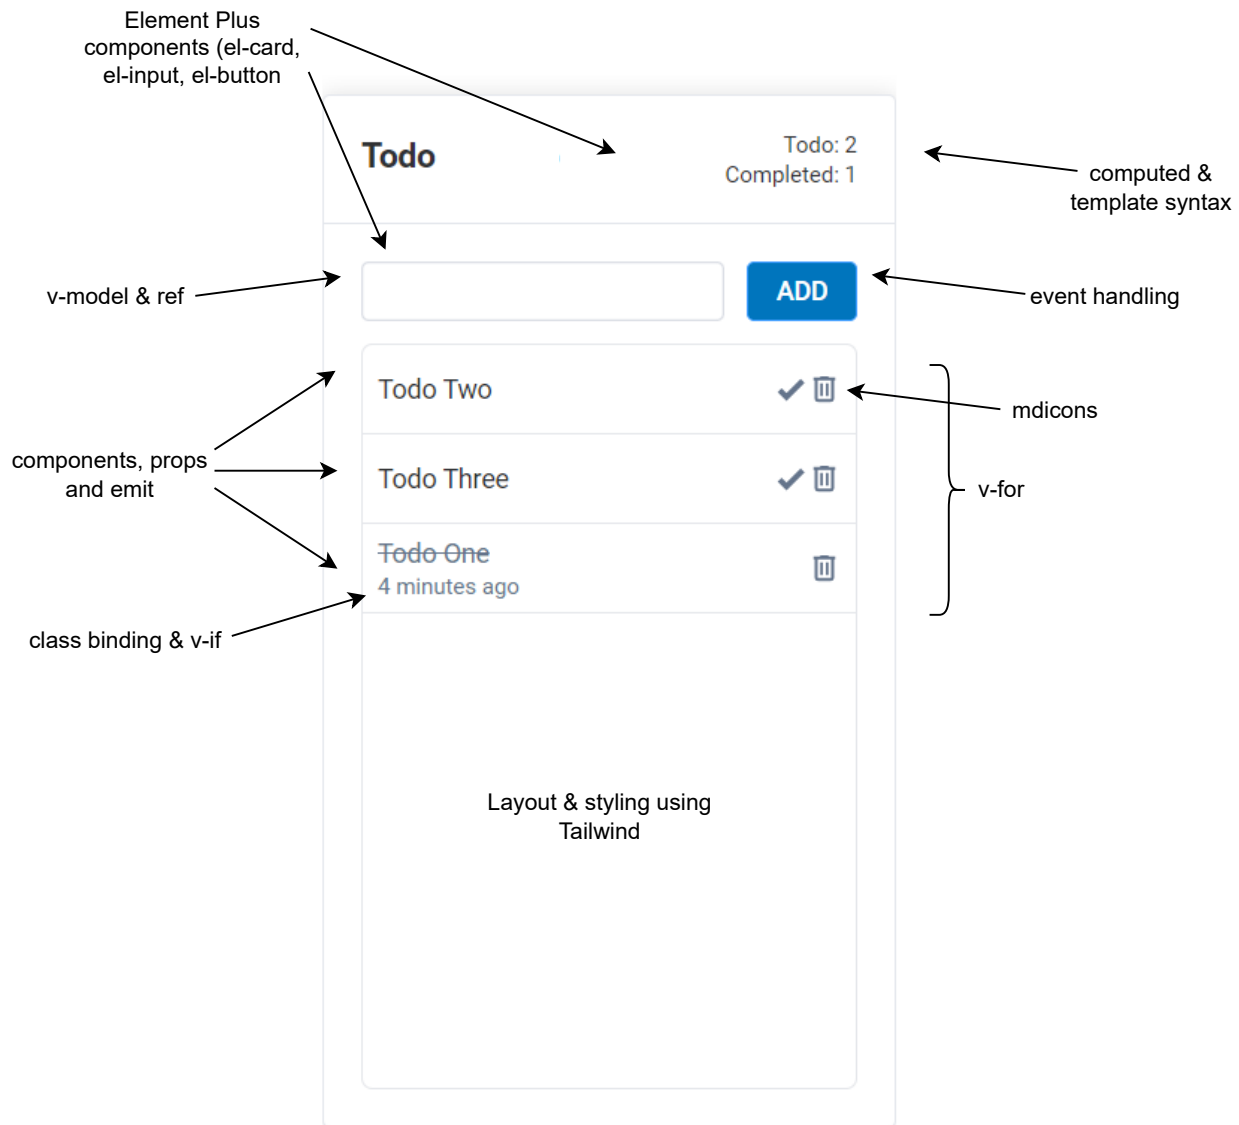 Element Plus
components (el-card,
el-input, el-button
Todo
Todo: 2
Completed: 1
computed &
template syntax
v-model & ref
ADD
event handling
Todo Two
mdicons
components, props
and emit
Todo Three
v-for
Todo One
4 minutes ago
class binding & v-if
Layout & styling using
Tailwind